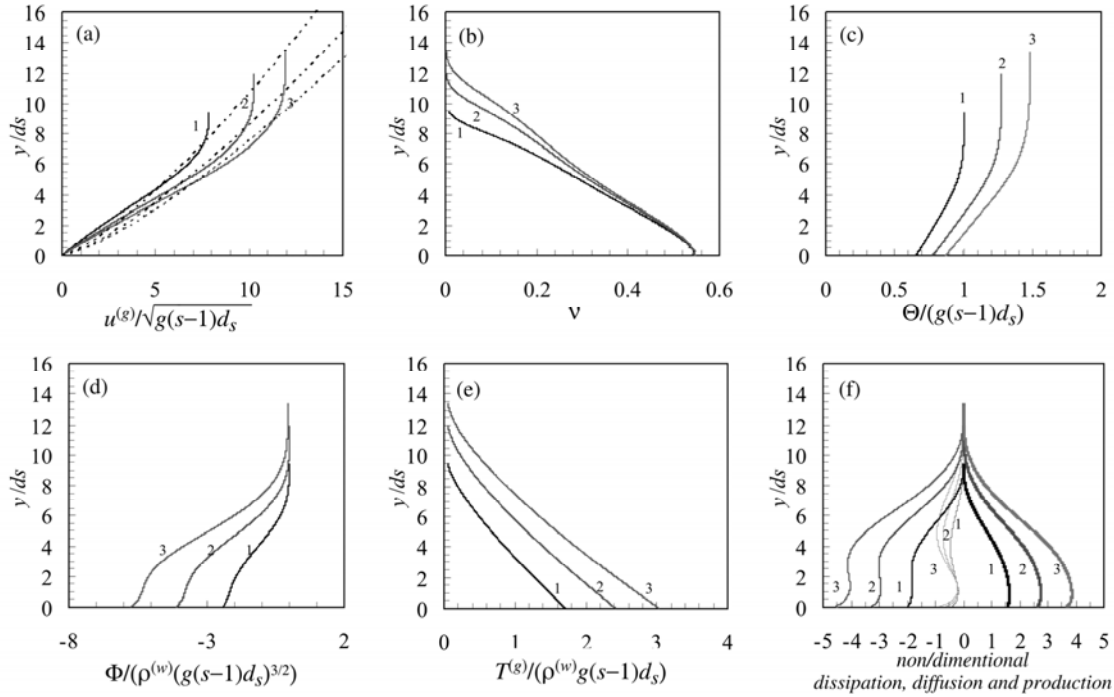 (a)
16
14
12
10
8
6
4
2
0
y/ds
1
2
3
0 5 10 15
u^(g)/√g(s−1)d_s
(b)
16
14
12
10
8
6
4
2
0
y/ds
3
2
1
0 0.2 0.4 0.6
ν
(c)
16
14
12
10
8
6
4
2
0
y/ds
1
2
3
0 0.5 1 1.5 2
Θ/(g(s−1)d_s)
(d)
16
14
12
10
8
6
4
2
0
y/ds
3
2
1
-8 -3 2
Φ/(ρ^(w)(g(s−1)d_s)^3/2)
(e)
16
14
12
10
8
6
4
2
0
y/ds
1
2
3
0 1 2 3 4
T^(g)/(ρ^(w)g(s−1)d_s)
(f)
16
14
12
10
8
6
4
2
0
y/ds
1
2
3 2 1 3 1 2 3
-5 -4 -3 -2 -1 0 1 2 3 4 5
non/dimentional
dissipation, diffusion and production